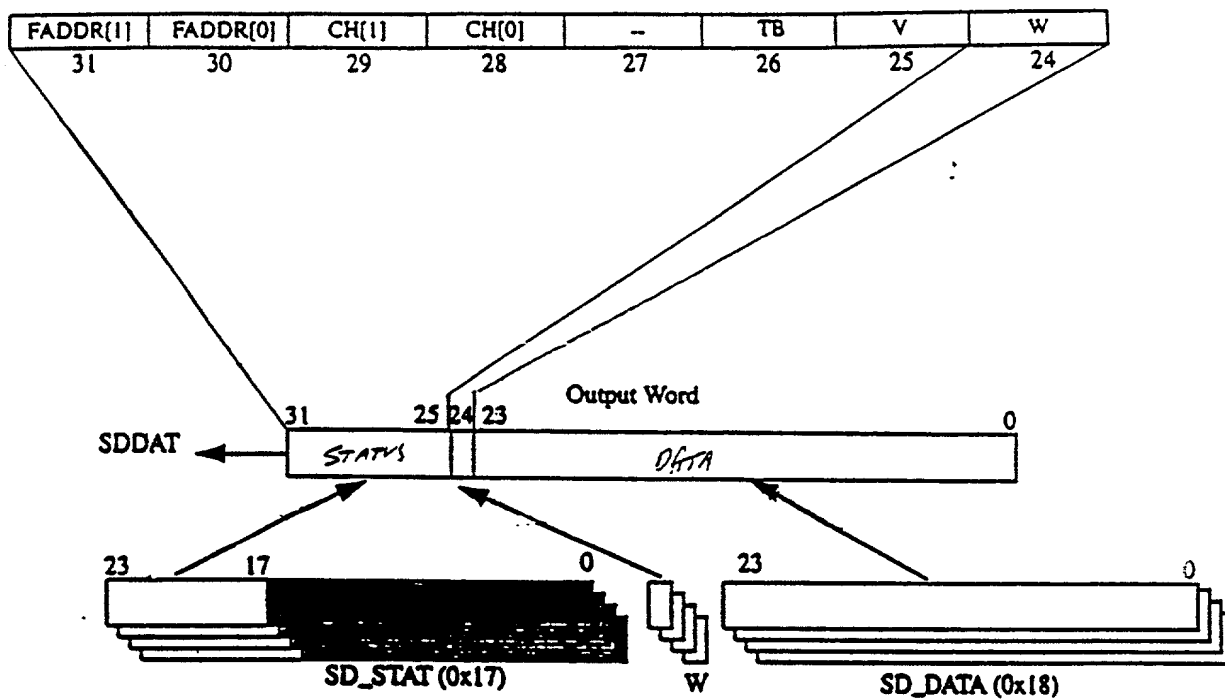 FADDR[1] FADDR[0] CH[1] CH[0] -- TB V W
31 30 29 28 27 26 25 24
Output Word
31 25 24 23 0
SDDAT
STATUS DATA
23 17 0 23 0
SD_STAT (0x17) W SD_DATA (0x18)